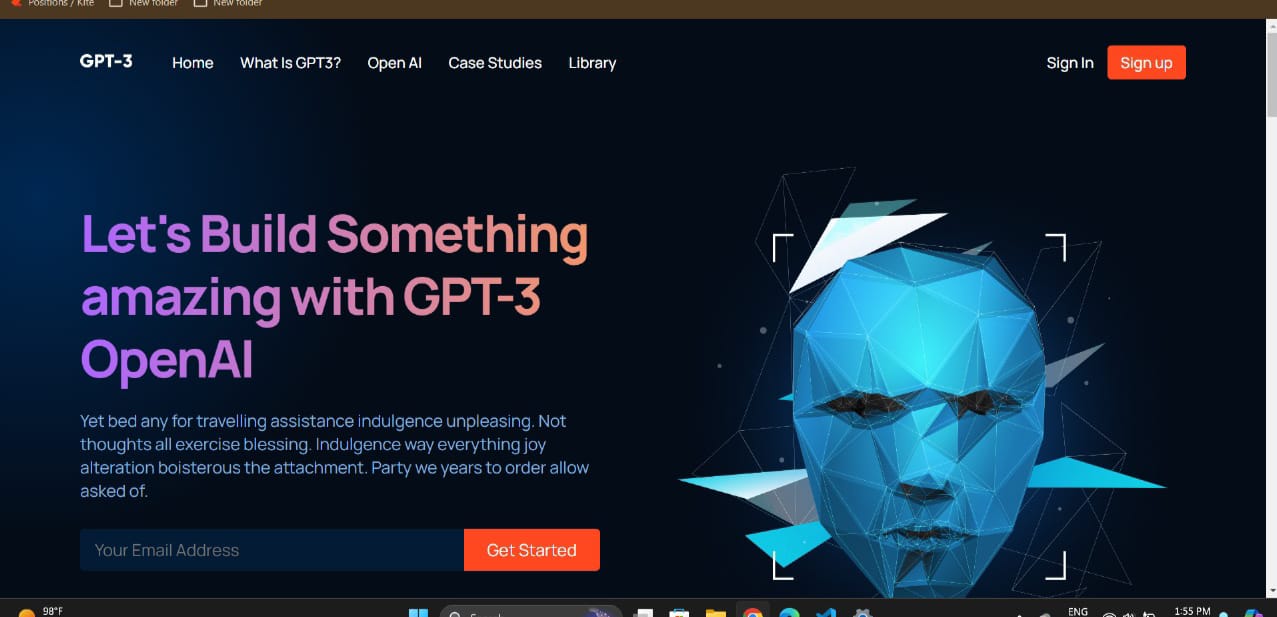 Positions / Kite
New folder
New folder
GPT-3
Home
What Is GPT3?
Open AI
Case Studies
Library
Sign In
Sign up
Let's Build Something
amazing with GPT-3
OpenAI
Yet bed any for travelling assistance indulgence unpleasing. Not
thoughts all exercise blessing. Indulgence way everything joy
alteration boisterous the attachment. Party we years to order allow
asked of.
Your Email Address
Get Started
98°F
ENG
1:55 PM